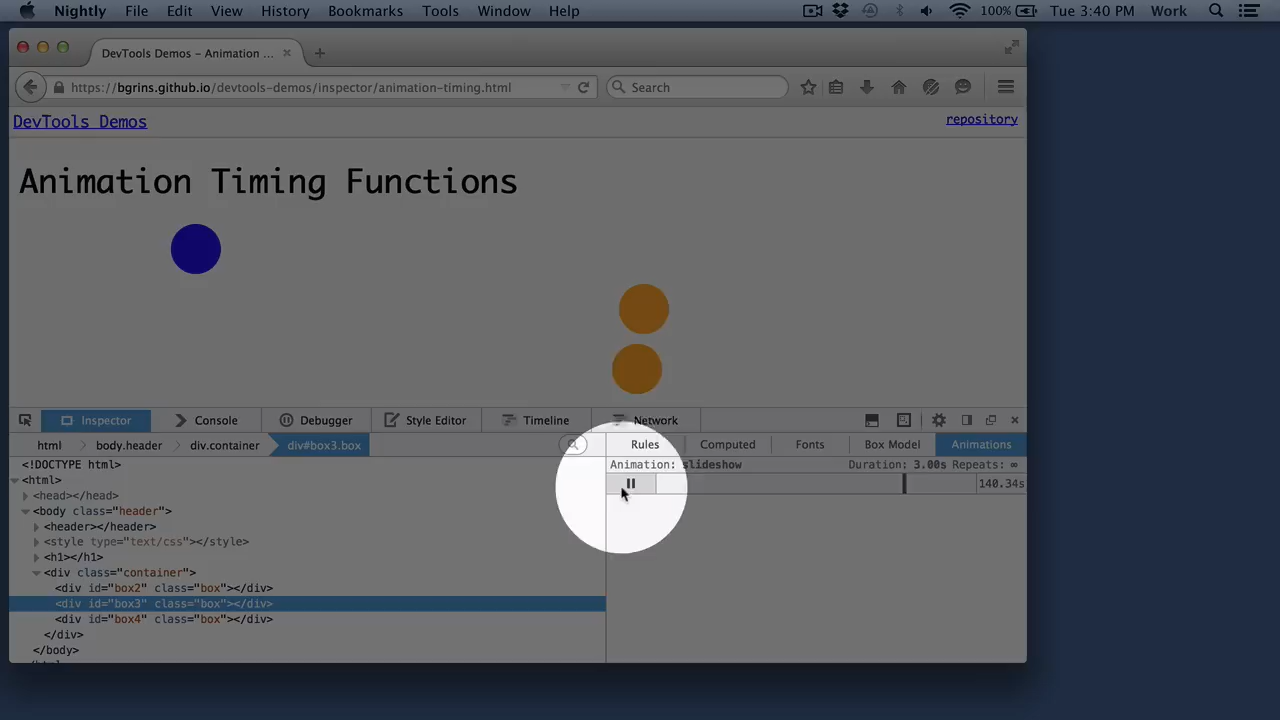 Nightly File Edit View History Bookmarks Tools Window Help 100% Tue 3:40 PM Work
DevTools Demos – Animation ...
https://bgrins.github.io/devtools-demos/inspector/animation-timing.html Search
DevTools Demos repository
Animation Timing Functions
Inspector Console Debugger Style Editor Timeline Network
html body.header div.container div#box3.box Rules Computed Fonts Box Model Animations
<!DOCTYPE html> Animation: slideshow Duration: 3.00s Repeats: ∞
<html> 140.34s
<head></head>
<body class="header">
<header></header>
<style type="text/css"></style>
<h1></h1>
<div class="container">
<div id="box2" class="box"></div>
<div id="box3" class="box"></div>
<div id="box4" class="box"></div>
</div>
</body>